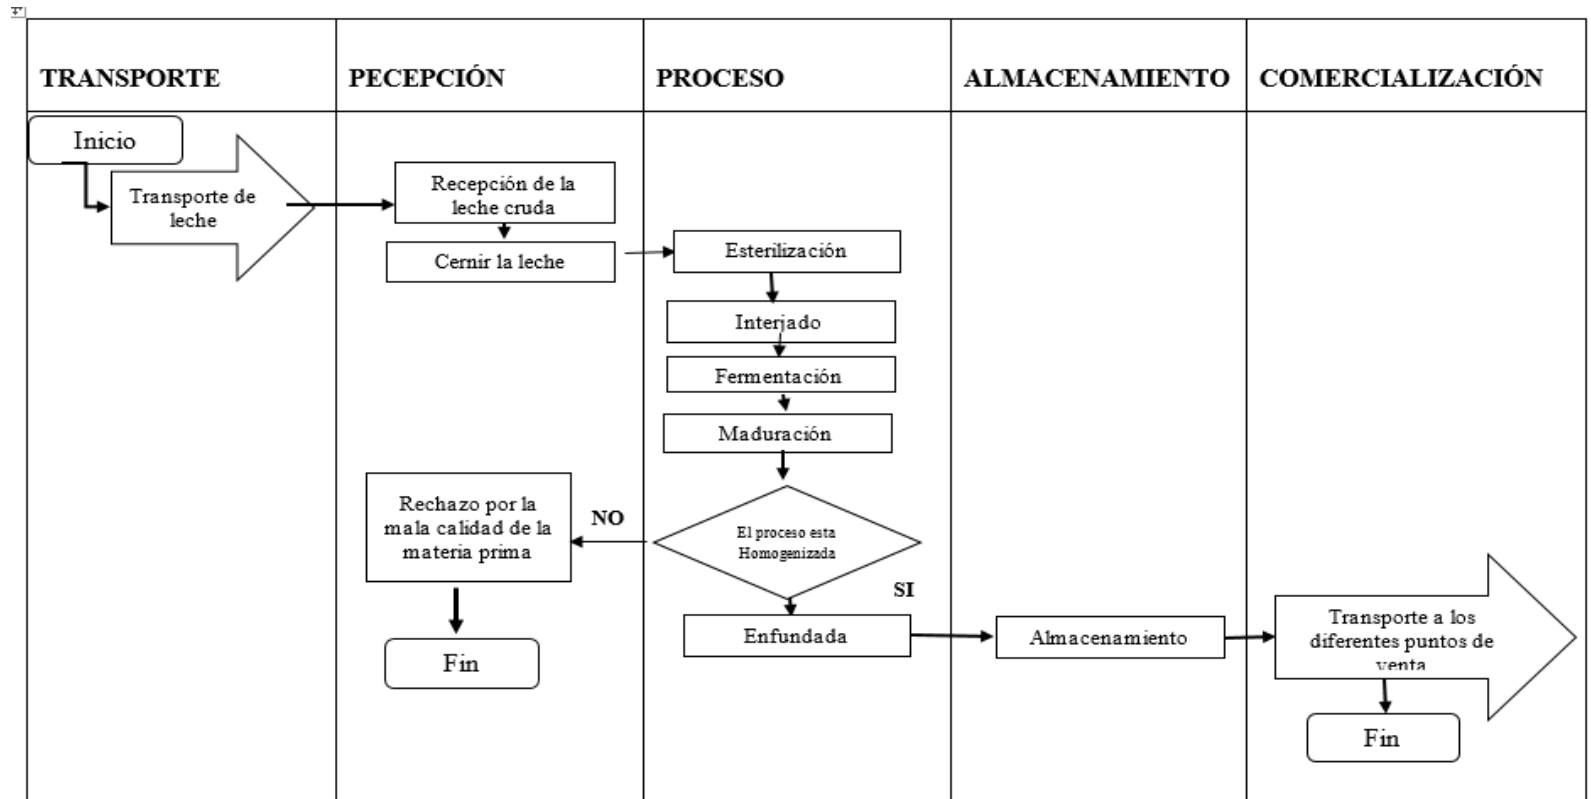 TRANSPORTE
PECEPCIÓN
PROCESO
ALMACENAMIENTO
COMERCIALIZACIÓN
Inicio
Transporte de
leche
Recepción de la
leche cruda
Cernir la leche
Esterilización
Interjado
Fermentación
Maduración
El proceso esta
Homogenizada
NO
Rechazo por la
mala calidad de la
materia prima
Fin
SI
Enfundada
Almacenamiento
Transporte a los
diferentes puntos de
venta
Fin